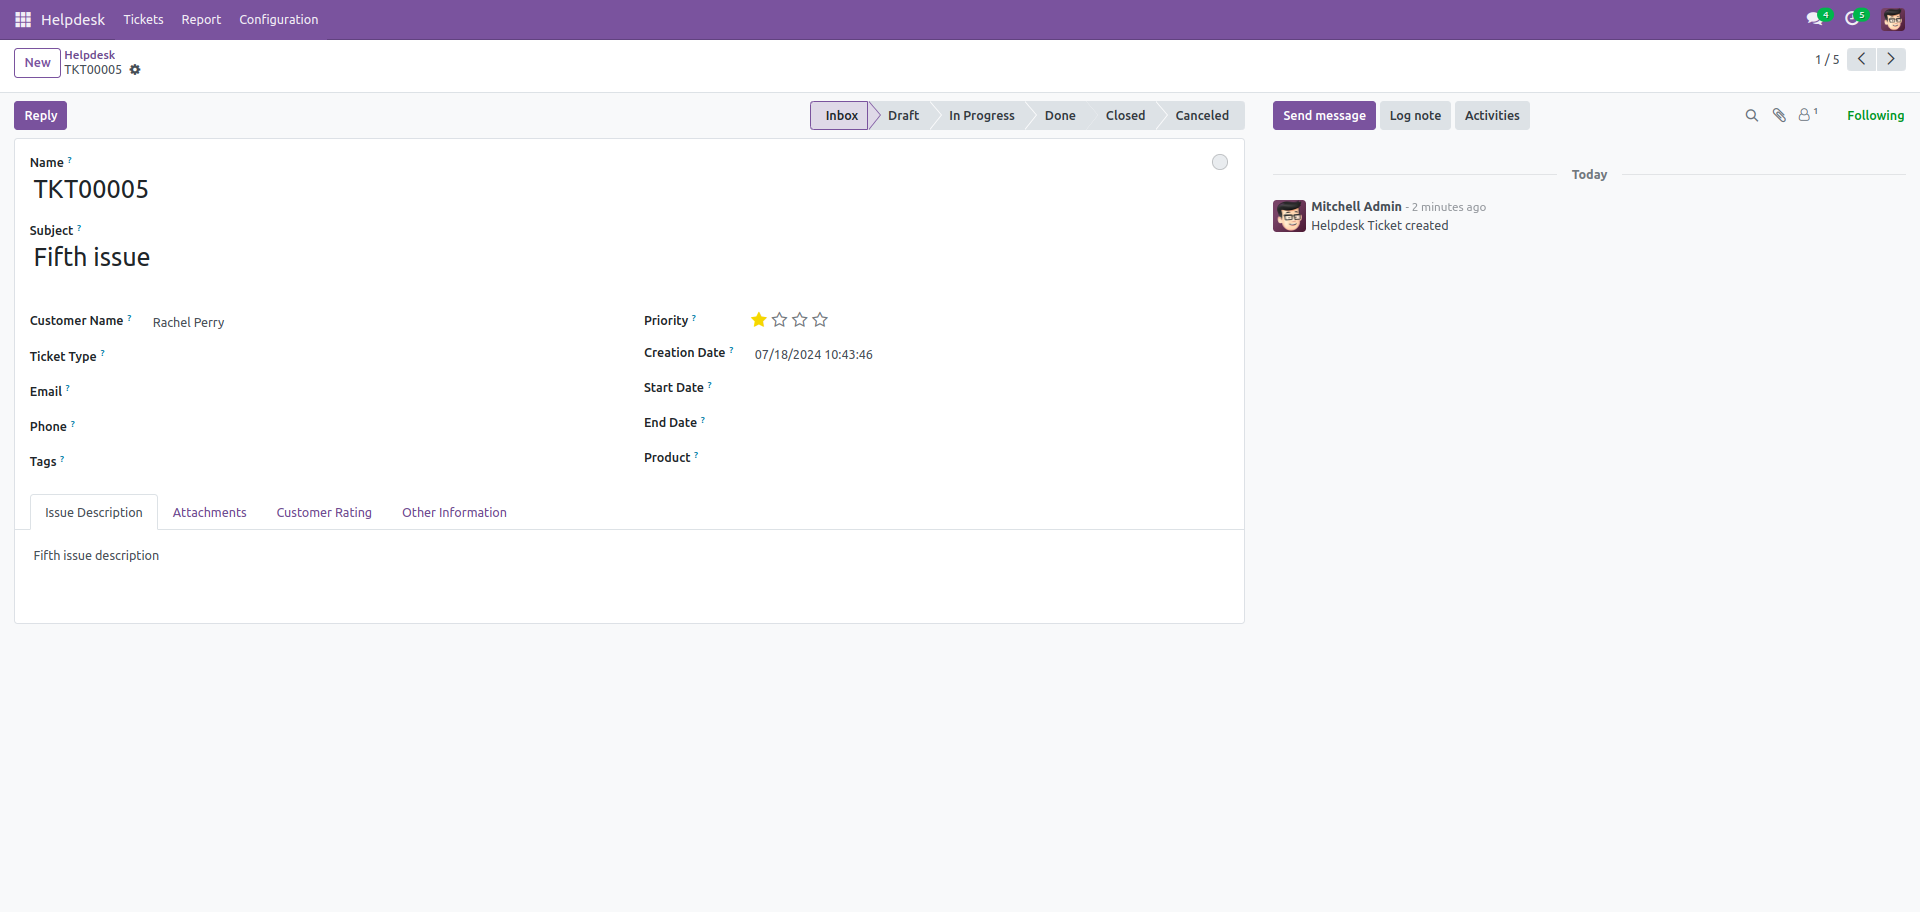 Helpdesk Tickets Report Configuration 4 5
New Helpdesk
TKT00005
1 / 5
Reply Inbox Draft In Progress Done Closed Canceled Send message Log note Activities 1 Following
Name ?
TKT00005
Subject ?
Fifth issue
Customer Name ? Rachel Perry
Ticket Type ?
Email ?
Phone ?
Tags ?
Priority ?
Creation Date ? 07/18/2024 10:43:46
Start Date ?
End Date ?
Product ?
Issue Description Attachments Customer Rating Other Information
Fifth issue description
Today
Mitchell Admin - 2 minutes ago
Helpdesk Ticket created